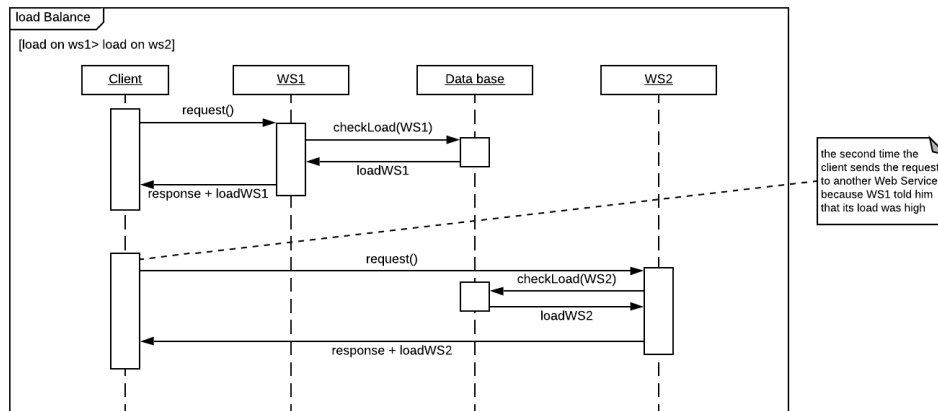 load Balance
[load on ws1> load on ws2]
Client
WS1
Data base
WS2
request()
checkLoad(WS1)
loadWS1
response + loadWS1
the second time the
client sends the request
to another Web Service
because WS1 told him
that its load was high
request()
checkLoad(WS2)
loadWS2
response + loadWS2